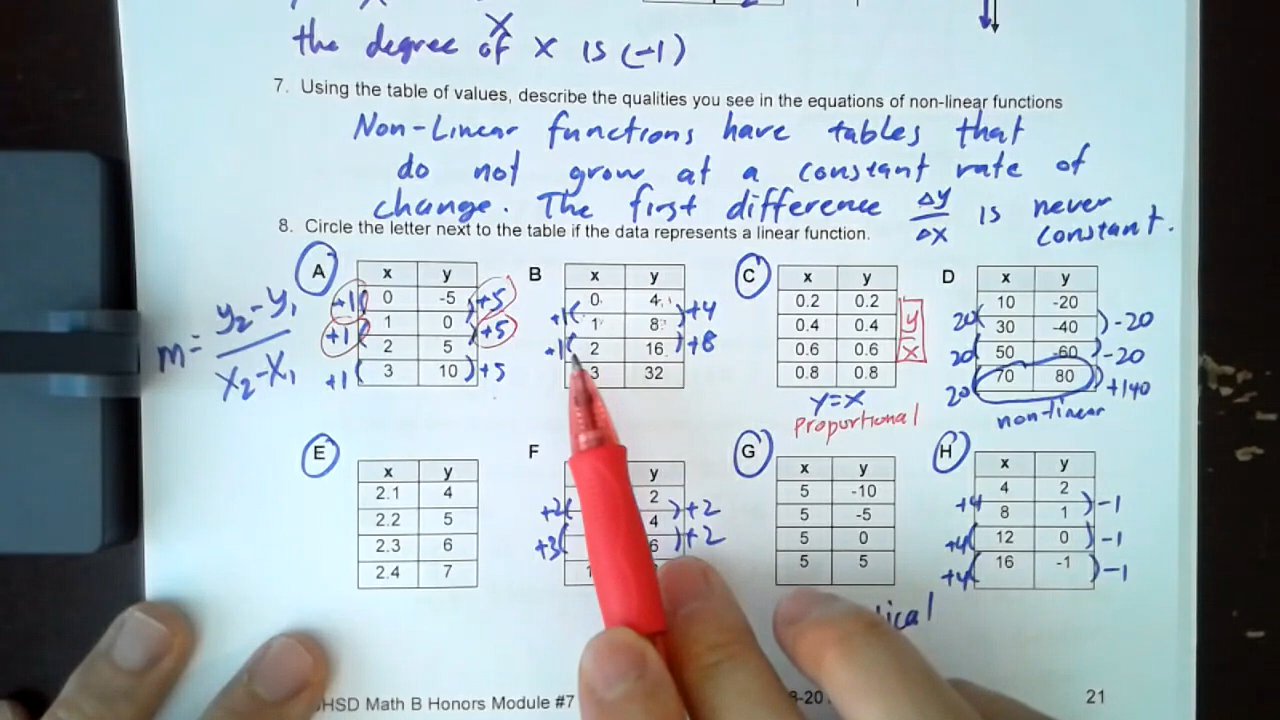 x
the degree of x is (-1)
7. Using the table of values, describe the qualities you see in the equations of non-linear functions
Non-Linear functions have tables that
do not grow at a constant rate of
change. The first difference Δy/Δx is never
constant.
8. Circle the letter next to the table if the data represents a linear function.
m = y₂-y₁/x₂-x₁
A
x y
+1 0 -5 +5
+1 1 0 +5
2 5
+1 3 10 +5
B
x y
0 4 +4
+1 1 8
+1 2 16 +8
3 32
C
x y
0.2 0.2
0.4 0.4 y
0.6 0.6 x
0.8 0.8
y=x
Proportional
D
x y
10 -20
20 30 -40 -20
20 50 -60 -20
20 70 80 +140
non-linear
E
x y
2.1 4
2.2 5
2.3 6
2.4 7
F
y
2
+2 4 +2
+3 6 +2
G
x y
5 -10
5 -5
5 0
5 5
H
x y
4 2
+4 8 1 -1
+4 12 0 -1
+4 16 -1 -1
HSD Math B Honors Module #7
21